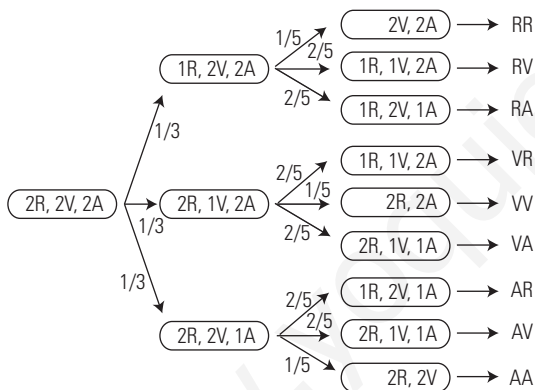 1/5 2V, 2A RR
2/5
1R, 2V, 2A 1R, 1V, 2A RV
2/5 1R, 2V, 1A RA
1/3
2/5 1R, 1V, 2A VR
1/5
2R, 2V, 2A 1/3 2R, 1V, 2A 2R, 2A VV
2/5 2R, 1V, 1A VA
1/3
2/5 1R, 2V, 1A AR
2/5
2R, 2V, 1A 2R, 1V, 1A AV
1/5 2R, 2V AA